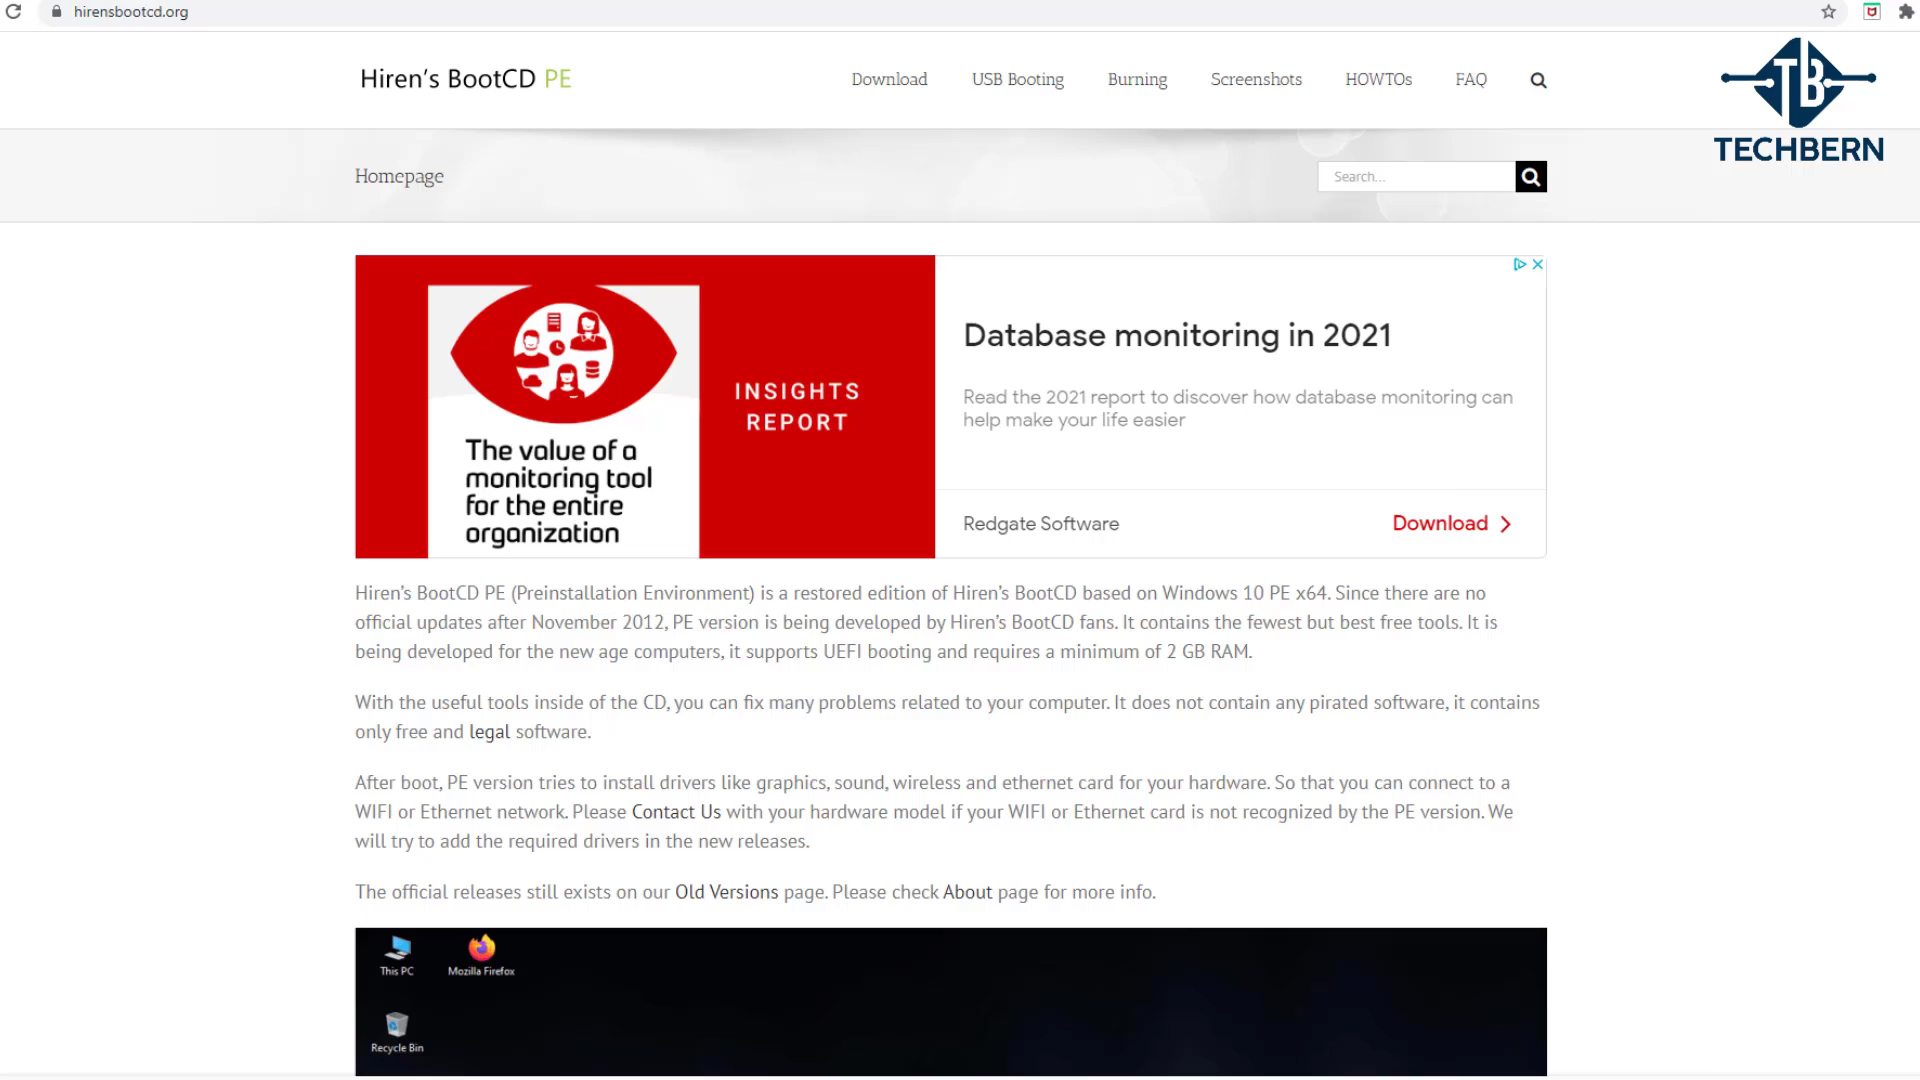 hirensbootcd.org
Hiren's BootCD PE
Download
USB Booting
Burning
Screenshots
HOWTOs
FAQ
TB
TECHBERN
Homepage
Search...
The value of a
monitoring tool
for the entire
organization
INSIGHTS
REPORT
Database monitoring in 2021
Read the 2021 report to discover how database monitoring can
help make your life easier
Redgate Software
Download
Hiren's BootCD PE (Preinstallation Environment) is a restored edition of Hiren's BootCD based on Windows 10 PE x64. Since there are no
official updates after November 2012, PE version is being developed by Hiren's BootCD fans. It contains the fewest but best free tools. It is
being developed for the new age computers, it supports UEFI booting and requires a minimum of 2 GB RAM.
With the useful tools inside of the CD, you can fix many problems related to your computer. It does not contain any pirated software, it contains
only free and legal software.
After boot, PE version tries to install drivers like graphics, sound, wireless and ethernet card for your hardware. So that you can connect to a
WIFI or Ethernet network. Please Contact Us with your hardware model if your WIFI or Ethernet card is not recognized by the PE version. We
will try to add the required drivers in the new releases.
The official releases still exists on our Old Versions page. Please check About page for more info.
This PC
Mozilla Firefox
Recycle Bin